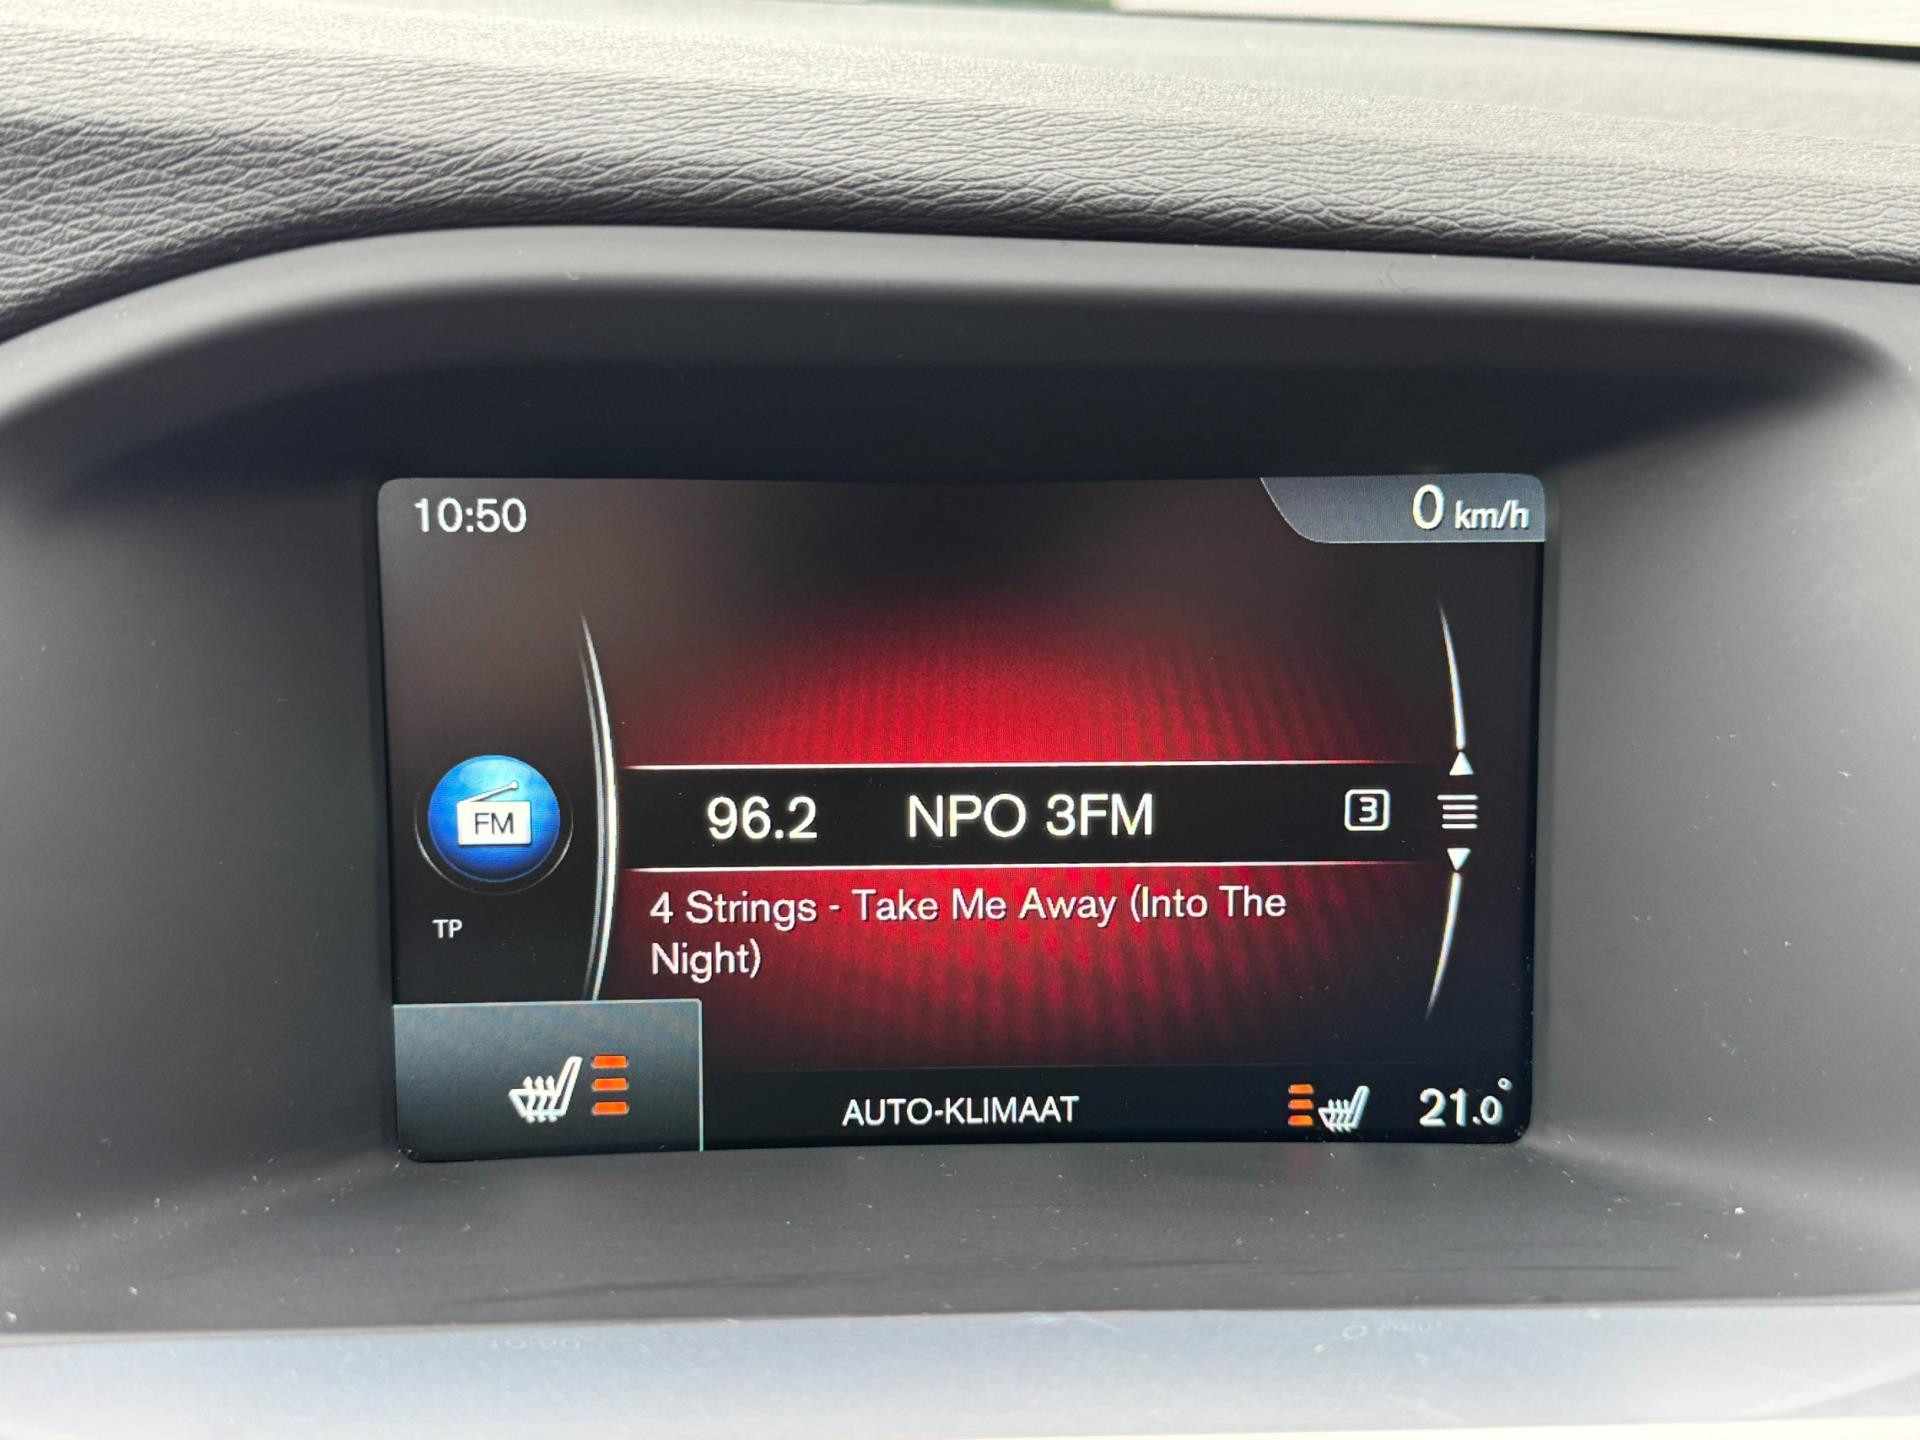 10:50
0 km/h
FM
96.2 NPO 3FM 3
TP
4 Strings - Take Me Away (Into The
Night)
AUTO-KLIMAAT
21.0°